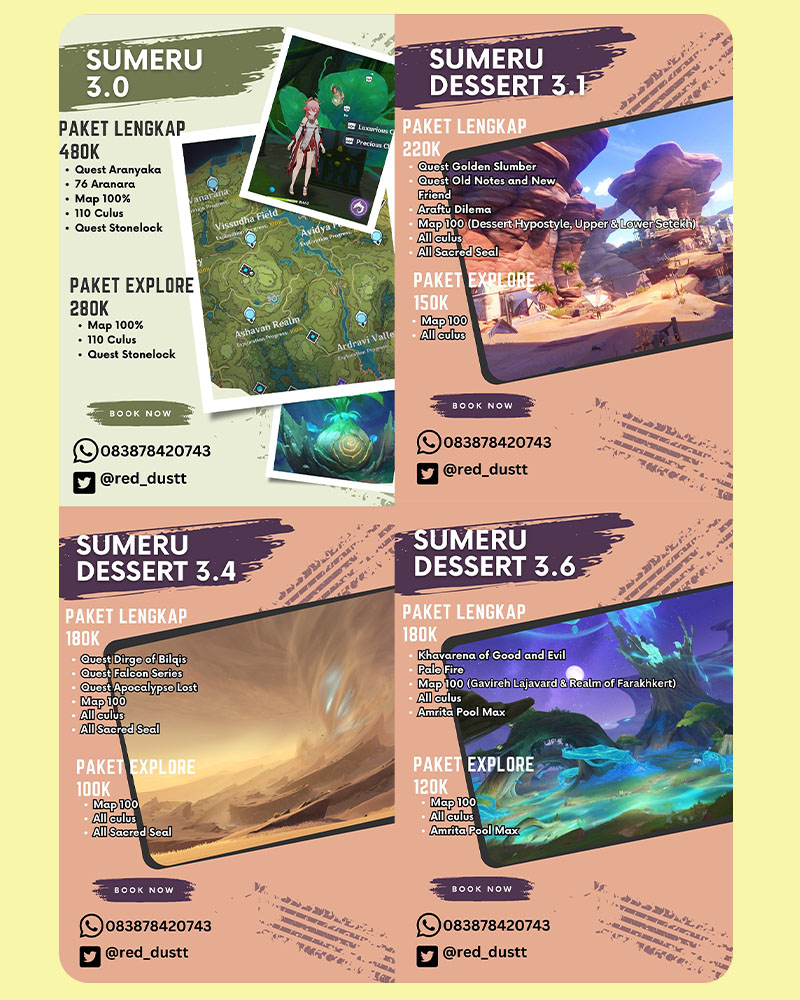 SUMERU
3.0
PAKET LENGKAP
480K
• Quest Aranyaka
• 76 Aranara
• Map 100%
• 110 Culus
• Quest Stonelock
PAKET EXPLORE
280K
• Map 100%
• 110 Culus
• Quest Stonelock
Vanarana
Vissudha Field
Avidya F
Ashavan Realm
Ardravi Valle
Luxurious C
Precious C
BOOK NOW
083878420743
@red_dustt
SUMERU
DESSERT 3.1
PAKET LENGKAP
220K
• Quest Golden Slumber
• Quest Old Notes and New
Friend
• Araftu Dilema
• Map 100 (Dessert Hypostyle, Upper & Lower Setekh)
• All culus
• All Sacred Seal
PAKET EXPLORE
150K
• Map 100
• All culus
BOOK NOW
083878420743
@red_dustt
SUMERU
DESSERT 3.4
PAKET LENGKAP
180K
• Quest Dirge of Bilqis
• Quest Falcon Series
• Quest Apocalypse Lost
• Map 100
• All culus
• All Sacred Seal
PAKET EXPLORE
100K
• Map 100
• All culus
• All Sacred Seal
BOOK NOW
083878420743
@red_dustt
SUMERU
DESSERT 3.6
PAKET LENGKAP
180K
• Khavarena of Good and Evil
• Pale Fire
• Map 100 (Gavireh Lajavard & Realm of Farakhkert)
• All culus
• Amrita Pool Max
PAKET EXPLORE
120K
• Map 100
• All culus
• Amrita Pool Max
BOOK NOW
083878420743
@red_dustt